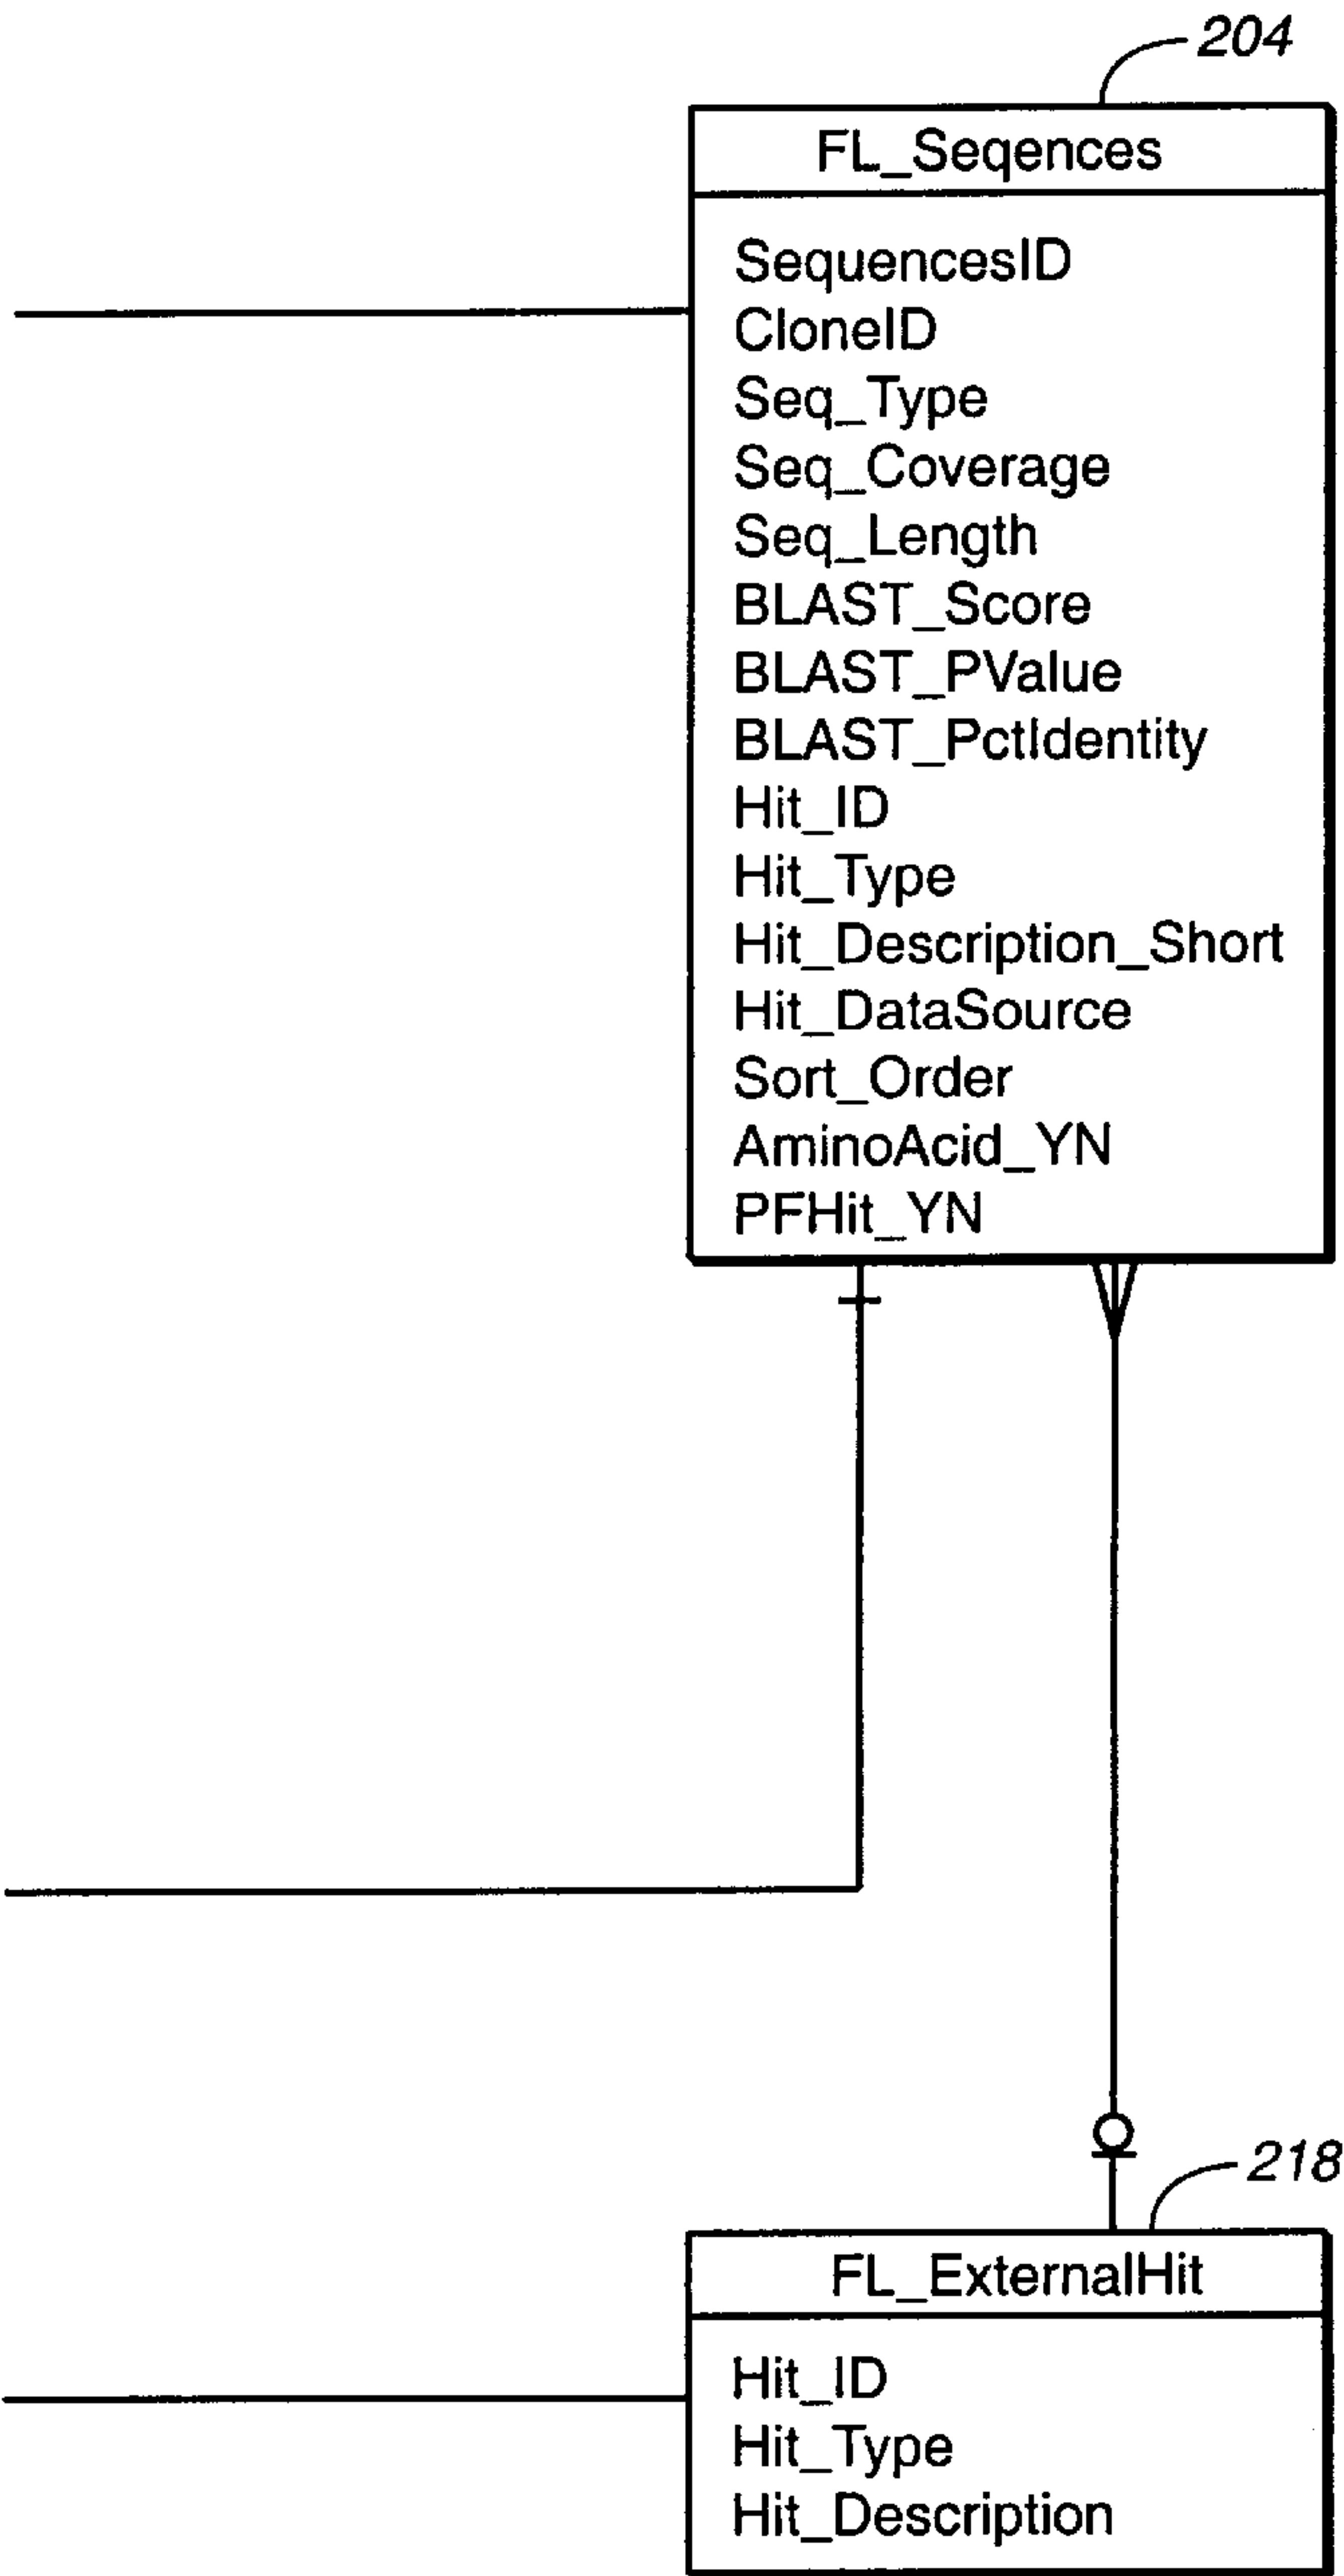 204
FL_Seqences
SequencesID
CloneID
Seq_Type
Seq_Coverage
Seq_Length
BLAST_Score
BLAST_PValue
BLAST_PctIdentity
Hit_ID
Hit_Type
Hit_Description_Short
Hit_DataSource
Sort_Order
AminoAcid_YN
PFHit_YN
218
FL_ExternalHit
Hit_ID
Hit_Type
Hit_Description